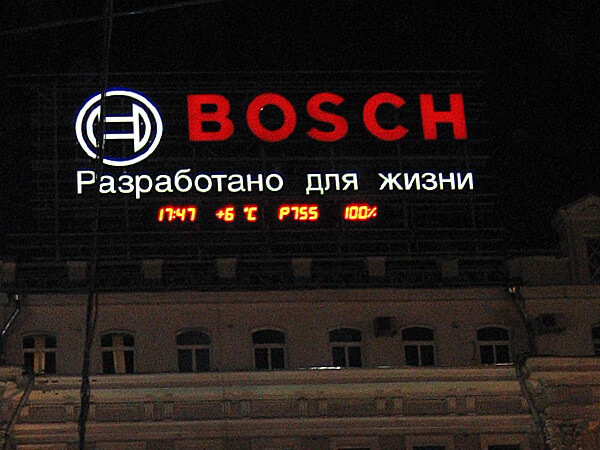 BOSCH
Разработано для жизни
17:47 +6 °C P755 100%